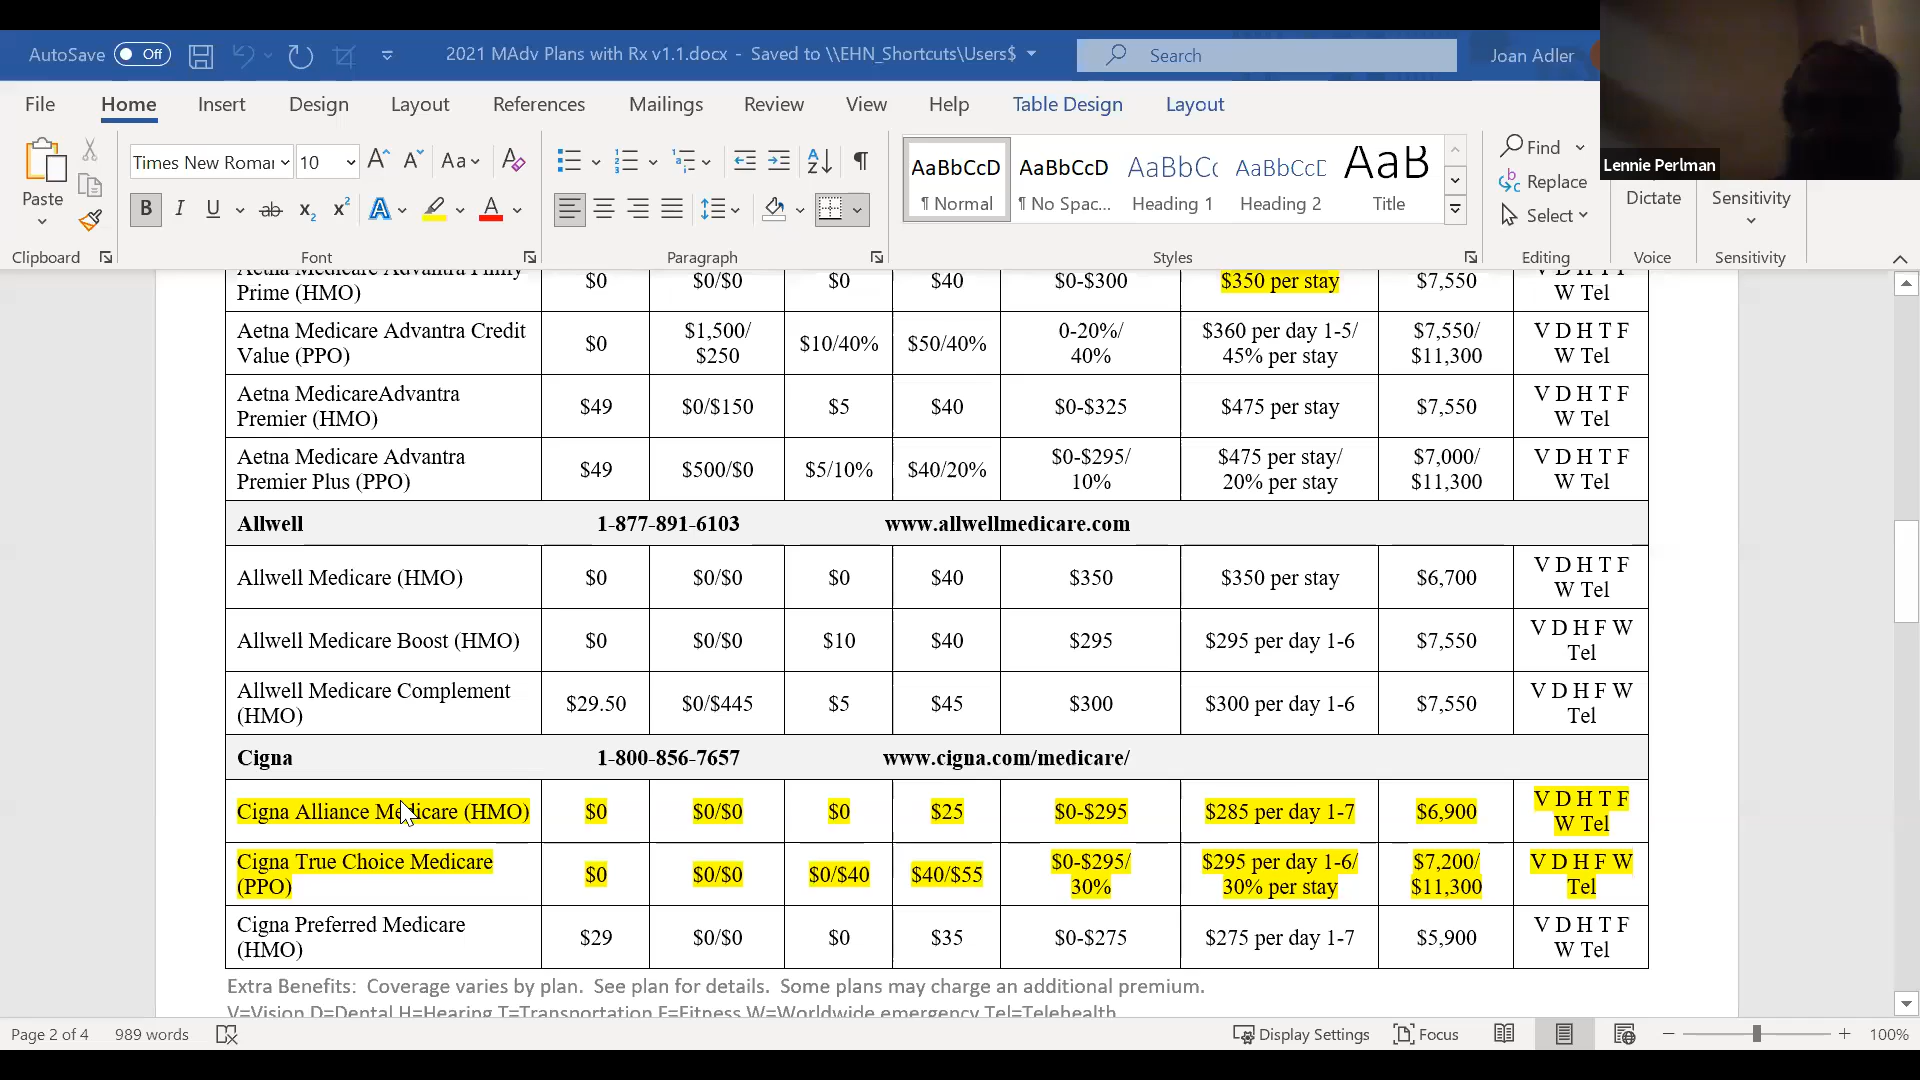 AutoSave Off 2021 MAdv Plans with Rx v1.1.docx - Saved to \\EHN_Shortcuts\Users$ Search Joan Adler
File Home Insert Design Layout References Mailings Review View Help Table Design Layout
Lennie Perlman
Paste
Times New Romar 10 Aa
B I U ab x₂ x² A A
AaBbCcD AaBbCcD AaBbCc AaBbCcD AaB
¶ Normal ¶ No Spac... Heading 1 Heading 2 Title
Find
Replace
Select
Dictate Sensitivity
Clipboard Font Paragraph Styles Editing Voice Sensitivity
Prime (HMO) $0 $0/$0 $0 $40 $0-$300 $350 per stay $7,550 V D H T F
W Tel
Aetna Medicare Advantra Credit
Value (PPO) $0 $1,500/
$250 $10/40% $50/40% 0-20%/
40% $360 per day 1-5/
45% per stay $7,550/
$11,300 V D H T F
W Tel
Aetna MedicareAdvantra
Premier (HMO) $49 $0/$150 $5 $40 $0-$325 $475 per stay $7,550 V D H T F
W Tel
Aetna Medicare Advantra
Premier Plus (PPO) $49 $500/$0 $5/10% $40/20% $0-$295/
10% $475 per stay/
20% per stay $7,000/
$11,300 V D H T F
W Tel
Allwell 1-877-891-6103 www.allwellmedicare.com
Allwell Medicare (HMO) $0 $0/$0 $0 $40 $350 $350 per stay $6,700 V D H T F
W Tel
Allwell Medicare Boost (HMO) $0 $0/$0 $10 $40 $295 $295 per day 1-6 $7,550 V D H F W
Tel
Allwell Medicare Complement
(HMO) $29.50 $0/$445 $5 $45 $300 $300 per day 1-6 $7,550 V D H F W
Tel
Cigna 1-800-856-7657 www.cigna.com/medicare/
Cigna Alliance Medicare (HMO) $0 $0/$0 $0 $25 $0-$295 $285 per day 1-7 $6,900 V D H T F
W Tel
Cigna True Choice Medicare
(PPO) $0 $0/$0 $0/$40 $40/$55 $0-$295/
30% $295 per day 1-6/
30% per stay $7,200/
$11,300 V D H F W
Tel
Cigna Preferred Medicare
(HMO) $29 $0/$0 $0 $35 $0-$275 $275 per day 1-7 $5,900 V D H T F
W Tel
Extra Benefits: Coverage varies by plan. See plan for details. Some plans may charge an additional premium.
V=Vision D=Dental H=Hearing T=Transportation F=Fitness W=Worldwide emergency Tel=Telehealth
Page 2 of 4 989 words Display Settings Focus 100%